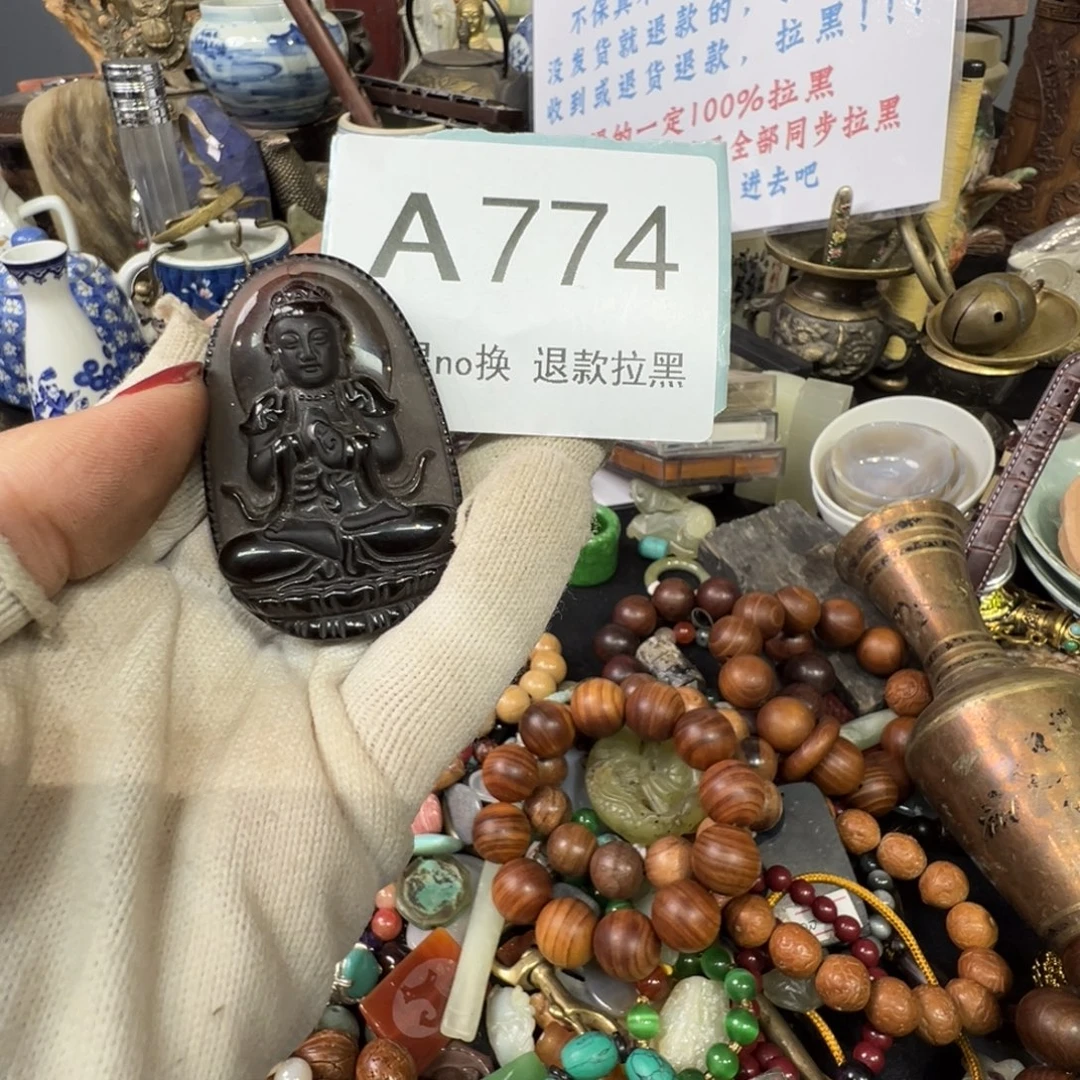 不保真
没发货就退款的，
拉黑！！！
收到或退货退款，
的一定100%拉黑
全部同步拉黑
进去吧
A774
no换 退款拉黑